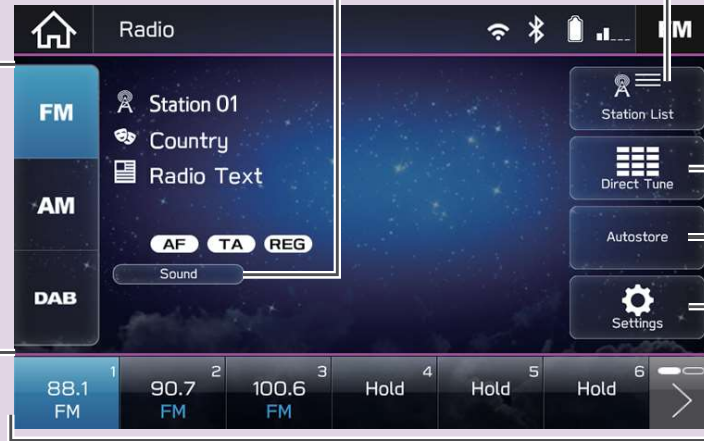 Radio
FM
FM
AM
DAB
Station 01
Country
Radio Text
AF TA REG
Sound
Station List
Direct Tune
Autostore
Settings
1 2 3 4 5 6
88.1 90.7 100.6 Hold Hold Hold
FM FM FM